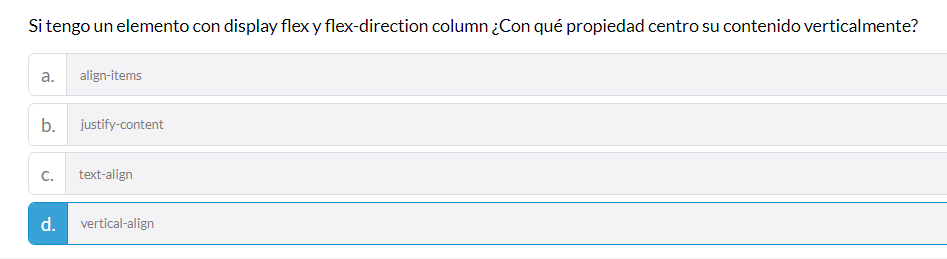 Si tengo un elemento con display flex y flex-direction column ¿Con qué propiedad centro su contenido verticalmente?
a. align-items
b. justify-content
c. text-align
d. vertical-align